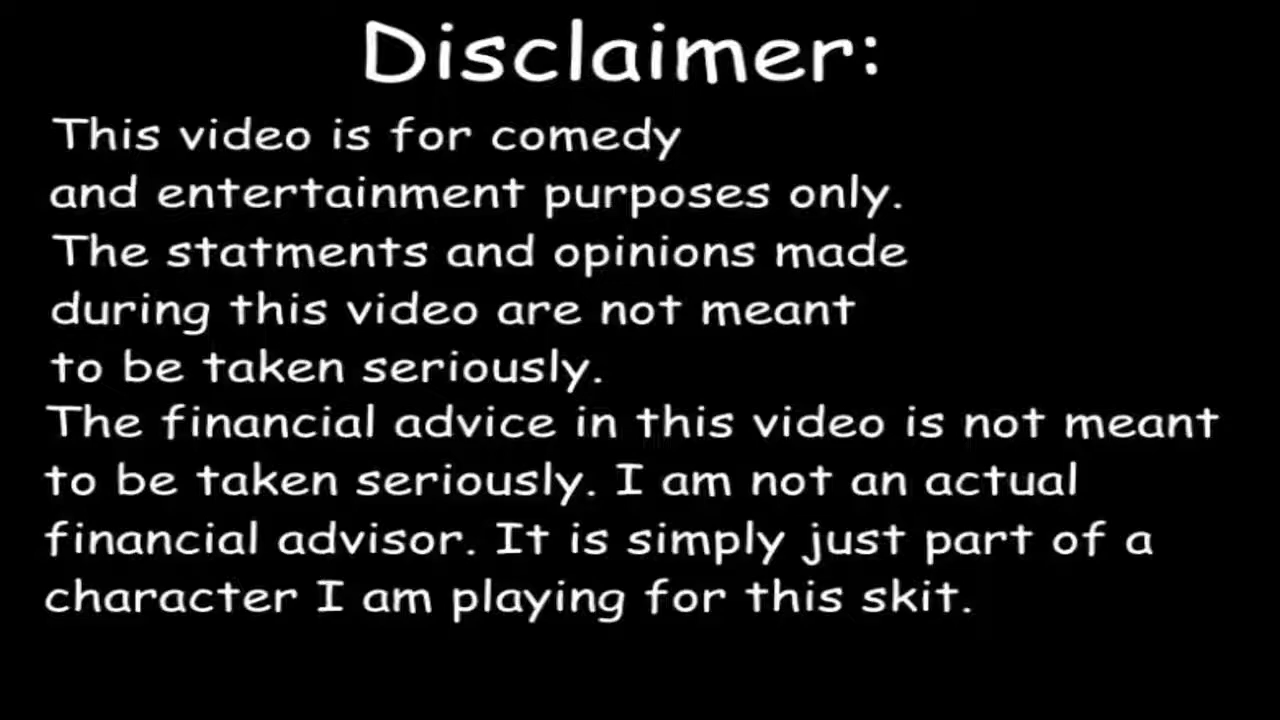 Disclaimer:
This video is for comedy
and entertainment purposes only.
The statments and opinions made
during this video are not meant
to be taken seriously.
The financial advice in this video is not meant
to be taken seriously. I am not an actual
financial advisor. It is simply just part of a
character I am playing for this skit.